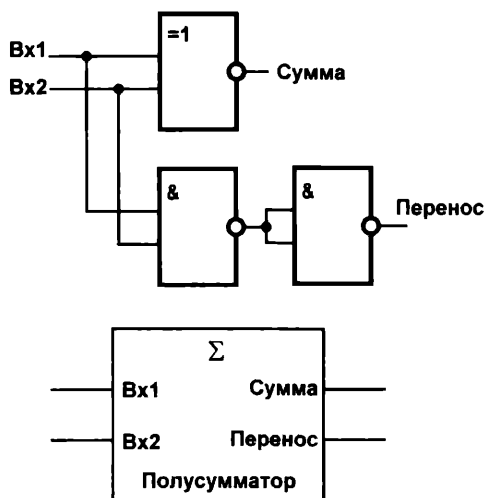 =1
Вх1
Вх2
Сумма
&
&
Перенос
Σ
Вх1 Сумма
Вх2 Перенос
Полусумматор